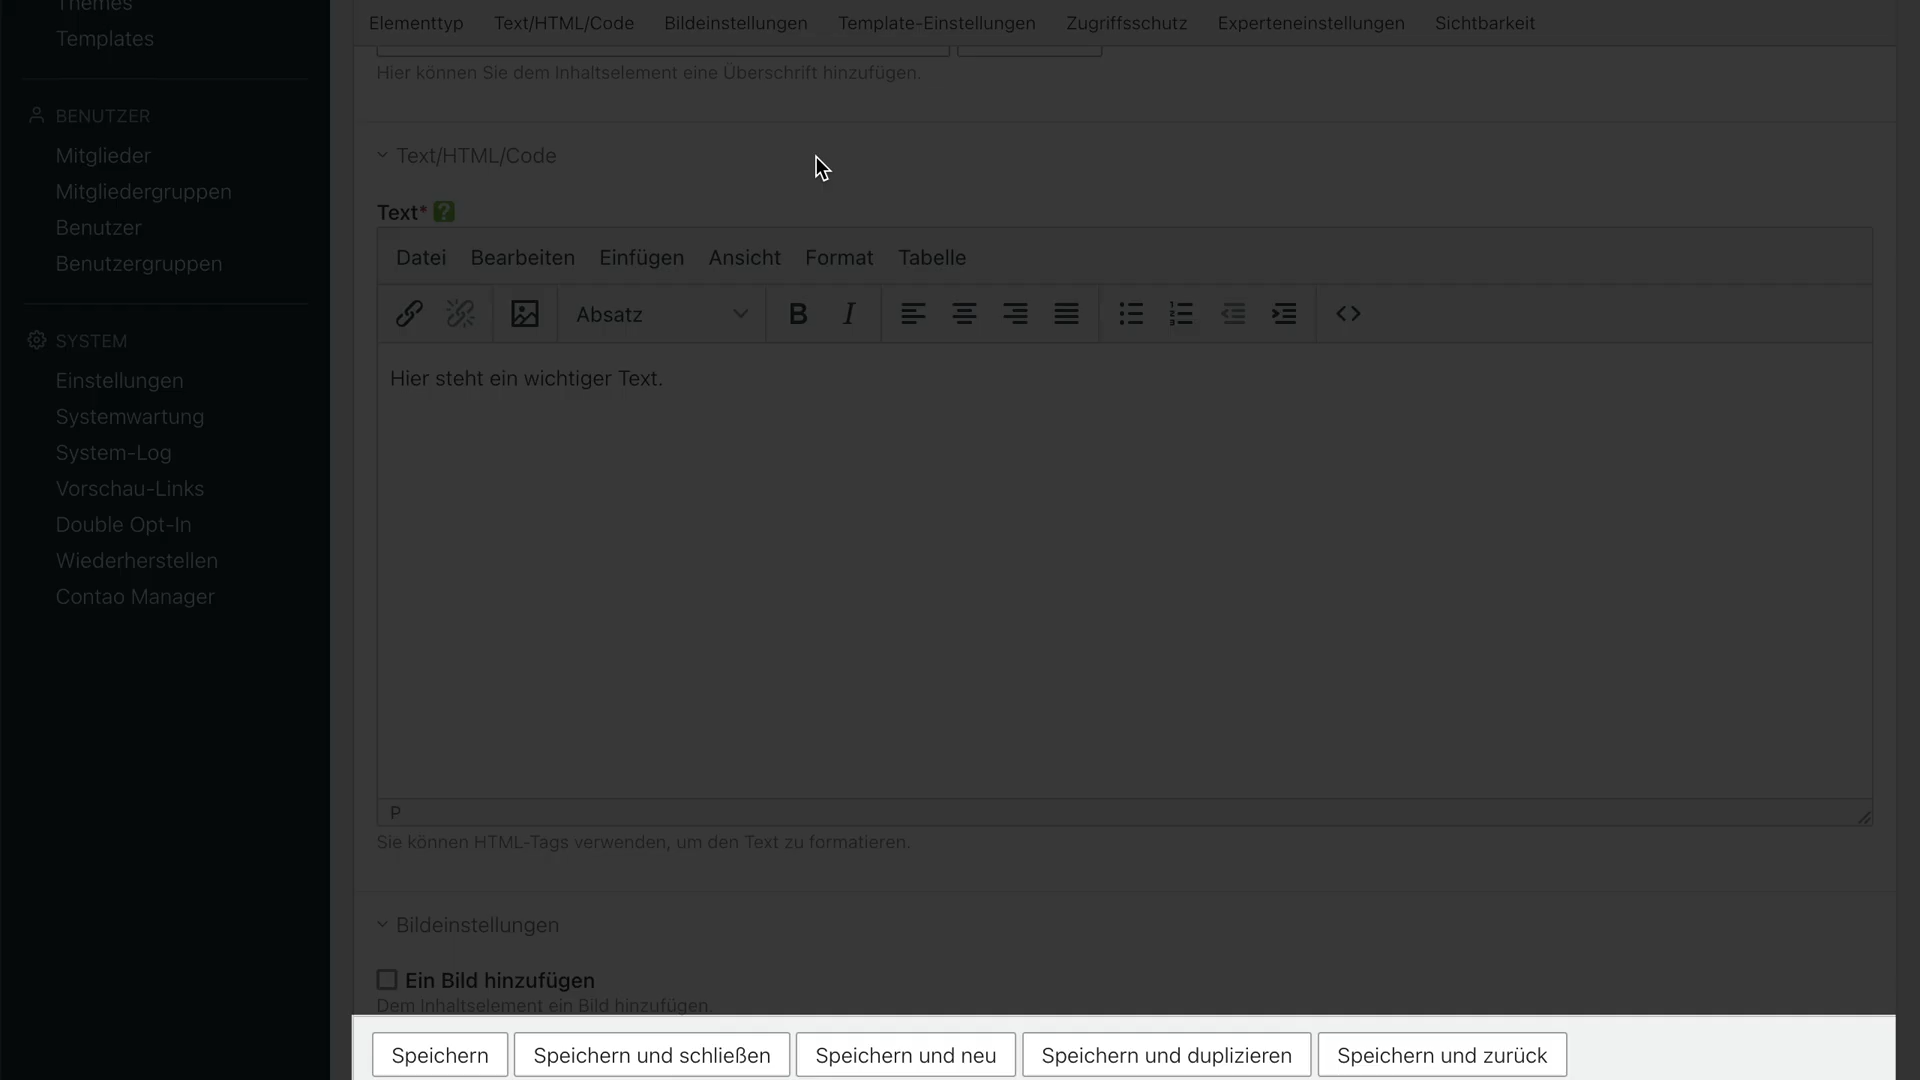 Themes
Templates
BENUTZER
Mitglieder
Mitgliedergruppen
Benutzer
Benutzergruppen
SYSTEM
Einstellungen
Systemwartung
System-Log
Vorschau-Links
Double Opt-In
Wiederherstellen
Contao Manager
Elementtyp Text/HTML/Code Bildeinstellungen Template-Einstellungen Zugriffsschutz Experteneinstellungen Sichtbarkeit
Hier können Sie dem Inhaltselement eine Überschrift hinzufügen.
Text/HTML/Code
Text* ?
Datei Bearbeiten Einfügen Ansicht Format Tabelle
Absatz B I
Hier steht ein wichtiger Text.
P
Sie können HTML-Tags verwenden, um den Text zu formatieren.
Bildeinstellungen
Ein Bild hinzufügen
Dem Inhaltselement ein Bild hinzufügen.
Speichern Speichern und schließen Speichern und neu Speichern und duplizieren Speichern und zurück